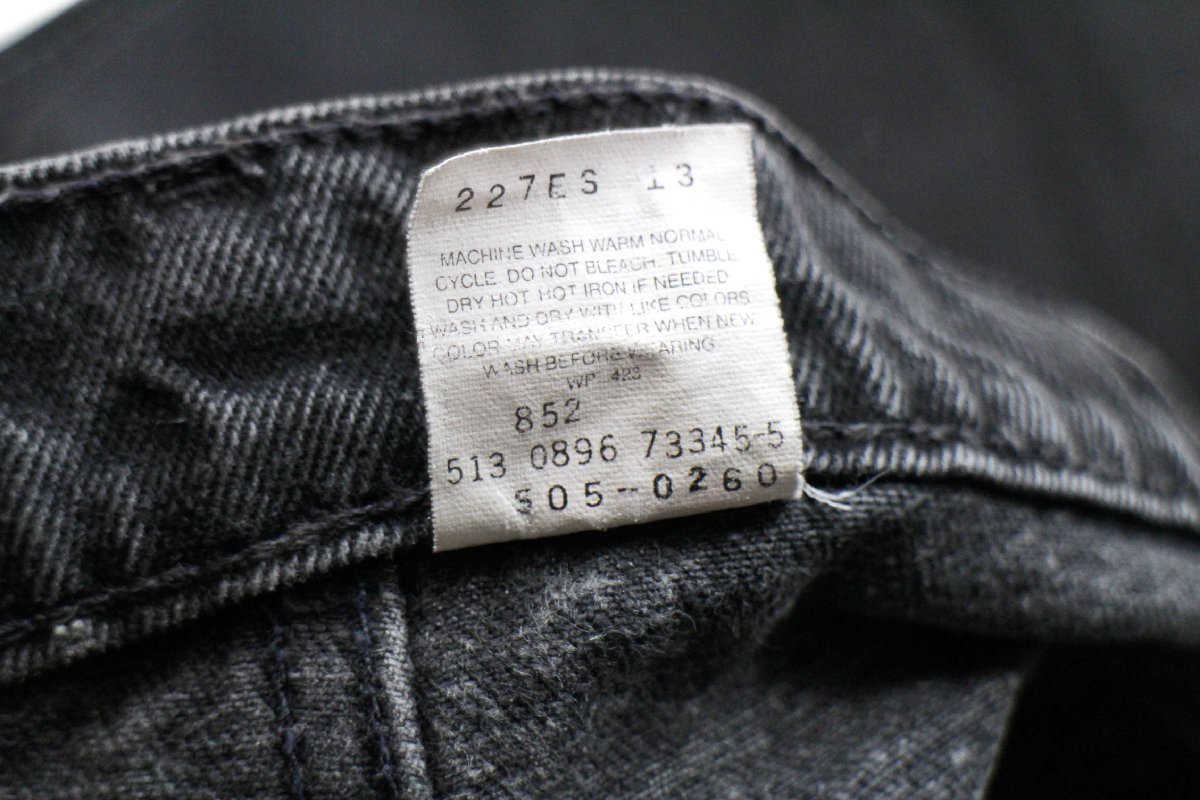 227ES 13
MACHINE WASH WARM NORMAL
CYCLE DO NOT BLEACH, TUMBLE
DRY HOT HOT IRON IF NEEDED
WASH AND DRY WITH LIKE COLORS
COLOR MAY TRANSFER WHEN NEW
WASH BEFORE WEARING
WP 423
852
513 0896 73345-5
505--0260